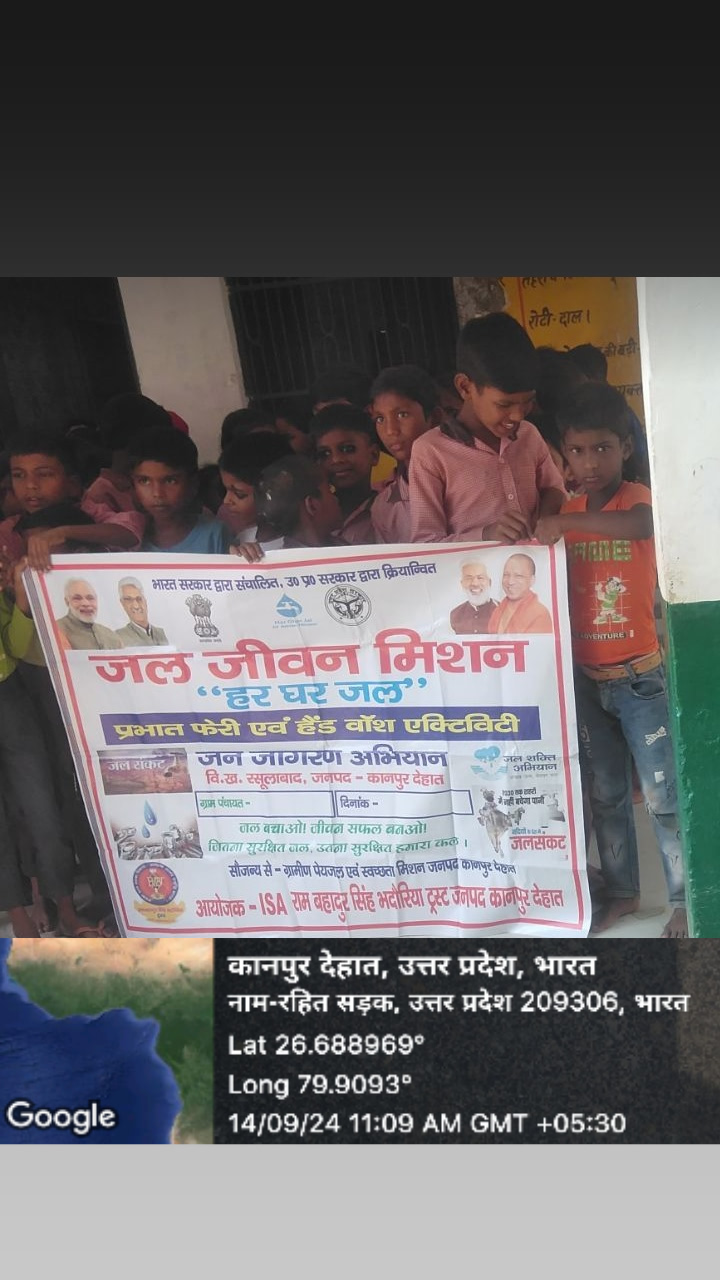 रोटी-दाल।
भारत सरकार द्वारा संचालित, उ0 प्र0 सरकार द्वारा क्रियान्वित
जल जीवन मिशन
“हर घर जल”
प्रभात फेरी एवं हैंड वॉश एक्टिविटी
जल संकट
जन जागरण अभियान
जल शक्ति
अभियान
वि.ख. रसूलाबाद, जनपद - कानपुर देहात
ग्राम पंचायत-
दिनांक -
में नहीं बचेगा पानी
जल बचाओ! जीवन सफल बनाओ!
जितना सुरक्षित जल, उतना सुरक्षित हमारा कल ।
जलसंकट
सौजन्य से - ग्रामीण पेयजल एवं स्वच्छता मिशन जनपद कानपुर देहात
आयोजक - ISA राम बहादुर सिंह भदोरिया ट्रस्ट जनपद कानपुर देहात
ADVENTURE
कानपुर देहात, उत्तर प्रदेश, भारत
नाम-रहित सड़क, उत्तर प्रदेश 209306, भारत
Lat 26.688969°
Long 79.9093°
14/09/24 11:09 AM GMT +05:30
Google